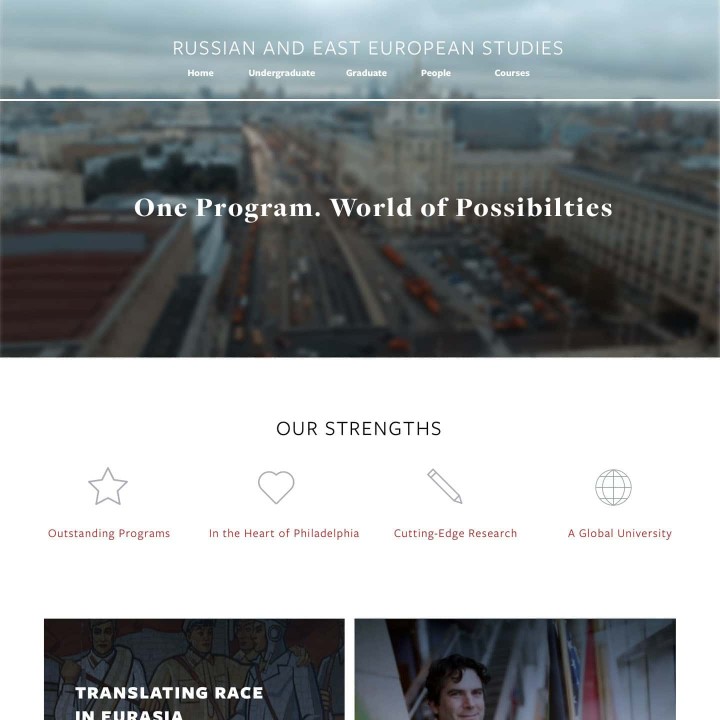 RUSSIAN AND EAST EUROPEAN STUDIES
Home Undergraduate Graduate People Courses
One Program. World of Possibilties
OUR STRENGTHS
Outstanding Programs
In the Heart of Philadelphia
Cutting-Edge Research
A Global University
TRANSLATING RACE
IN EURASIA